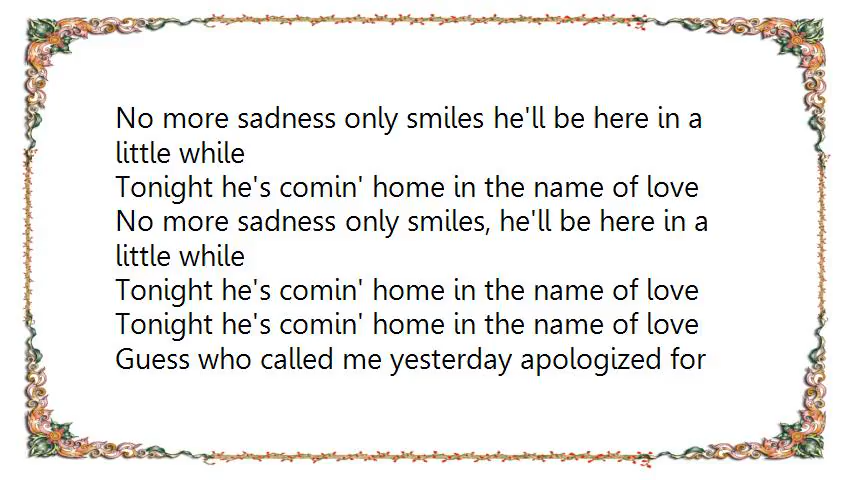 No more sadness only smiles he'll be here in a
little while
Tonight he's comin' home in the name of love
No more sadness only smiles, he'll be here in a
little while
Tonight he's comin' home in the name of love
Tonight he's comin' home in the name of love
Guess who called me yesterday apologized for